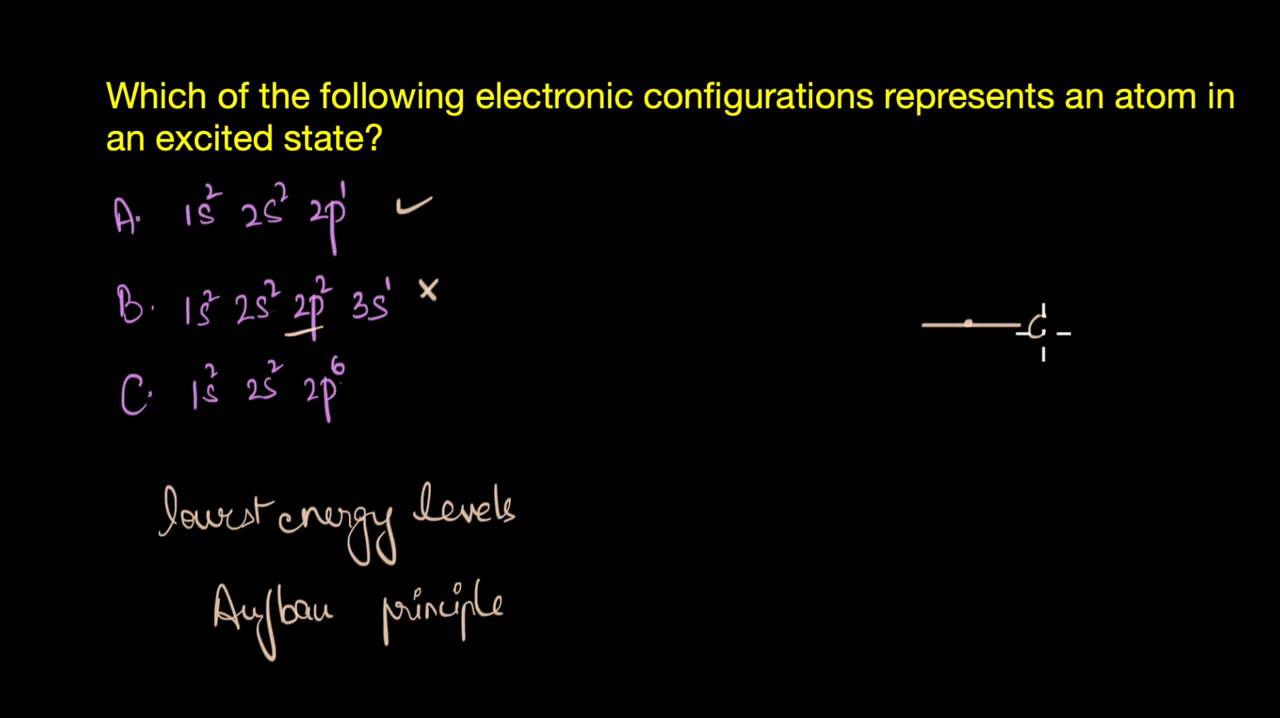 Which of the following electronic configurations represents an atom in
an excited state?
A. 1s² 2s² 2p¹ ✓
B. 1s² 2s² 2p² 3s¹ ×
C. 1s² 2s² 2p⁶
lowest energy levels
Aufbau principle